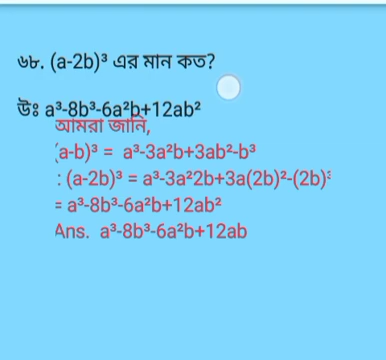 ৬৮. (a-2b)³ এর মান কত?
উঃ a³-8b³-6a²b+12ab²
আমরা জানি,
(a-b)³ = a³-3a²b+3ab²-b³
: (a-2b)³ = a³-3a²2b+3a(2b)²-(2b)³
= a³-8b³-6a²b+12ab²
Ans. a³-8b³-6a²b+12ab